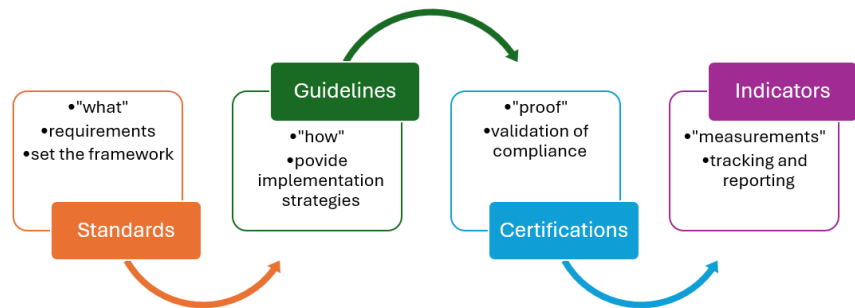 •"what"
•requirements
•set the framework
Standards
Guidelines
•"how"
•povide
implementation
strategies
•"proof"
•validation of
compliance
Certifications
Indicators
•"measurements"
•tracking and
reporting